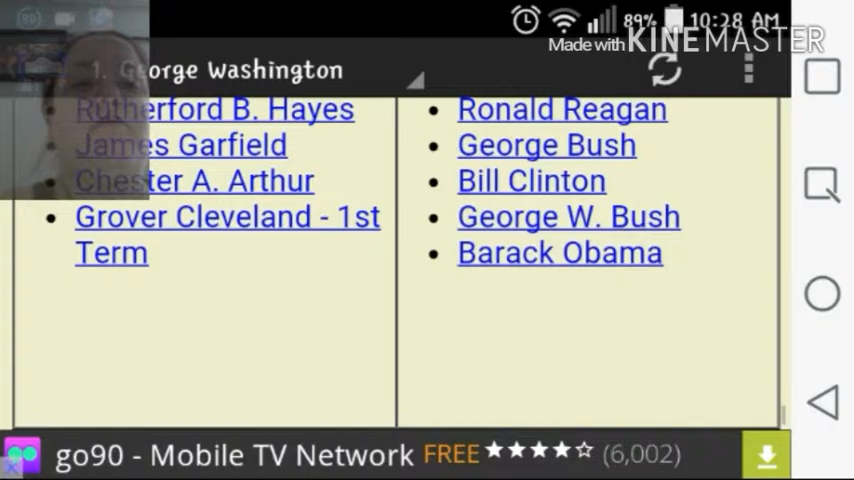 89% 10:28 AM
Made with KINEMASTER
1. George Washington
Rutherford B. Hayes
James Garfield
Chester A. Arthur
Grover Cleveland - 1st
Term
Ronald Reagan
George Bush
Bill Clinton
George W. Bush
Barack Obama
go90 - Mobile TV Network FREE (6,002)